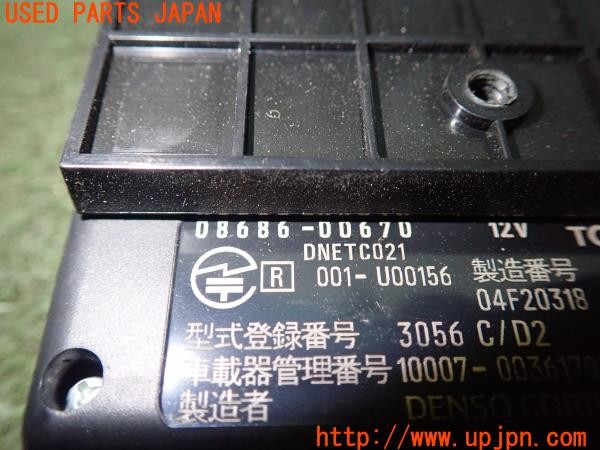 USED PARTS JAPAN
08686-00670 12V
DNETC021
R 001-U00156 製造番号
04F20318
型式登録番号 3056 C/D2
車載器管理番号 10007-0036179
製造者 DENSO
http://www.upjpn.com/